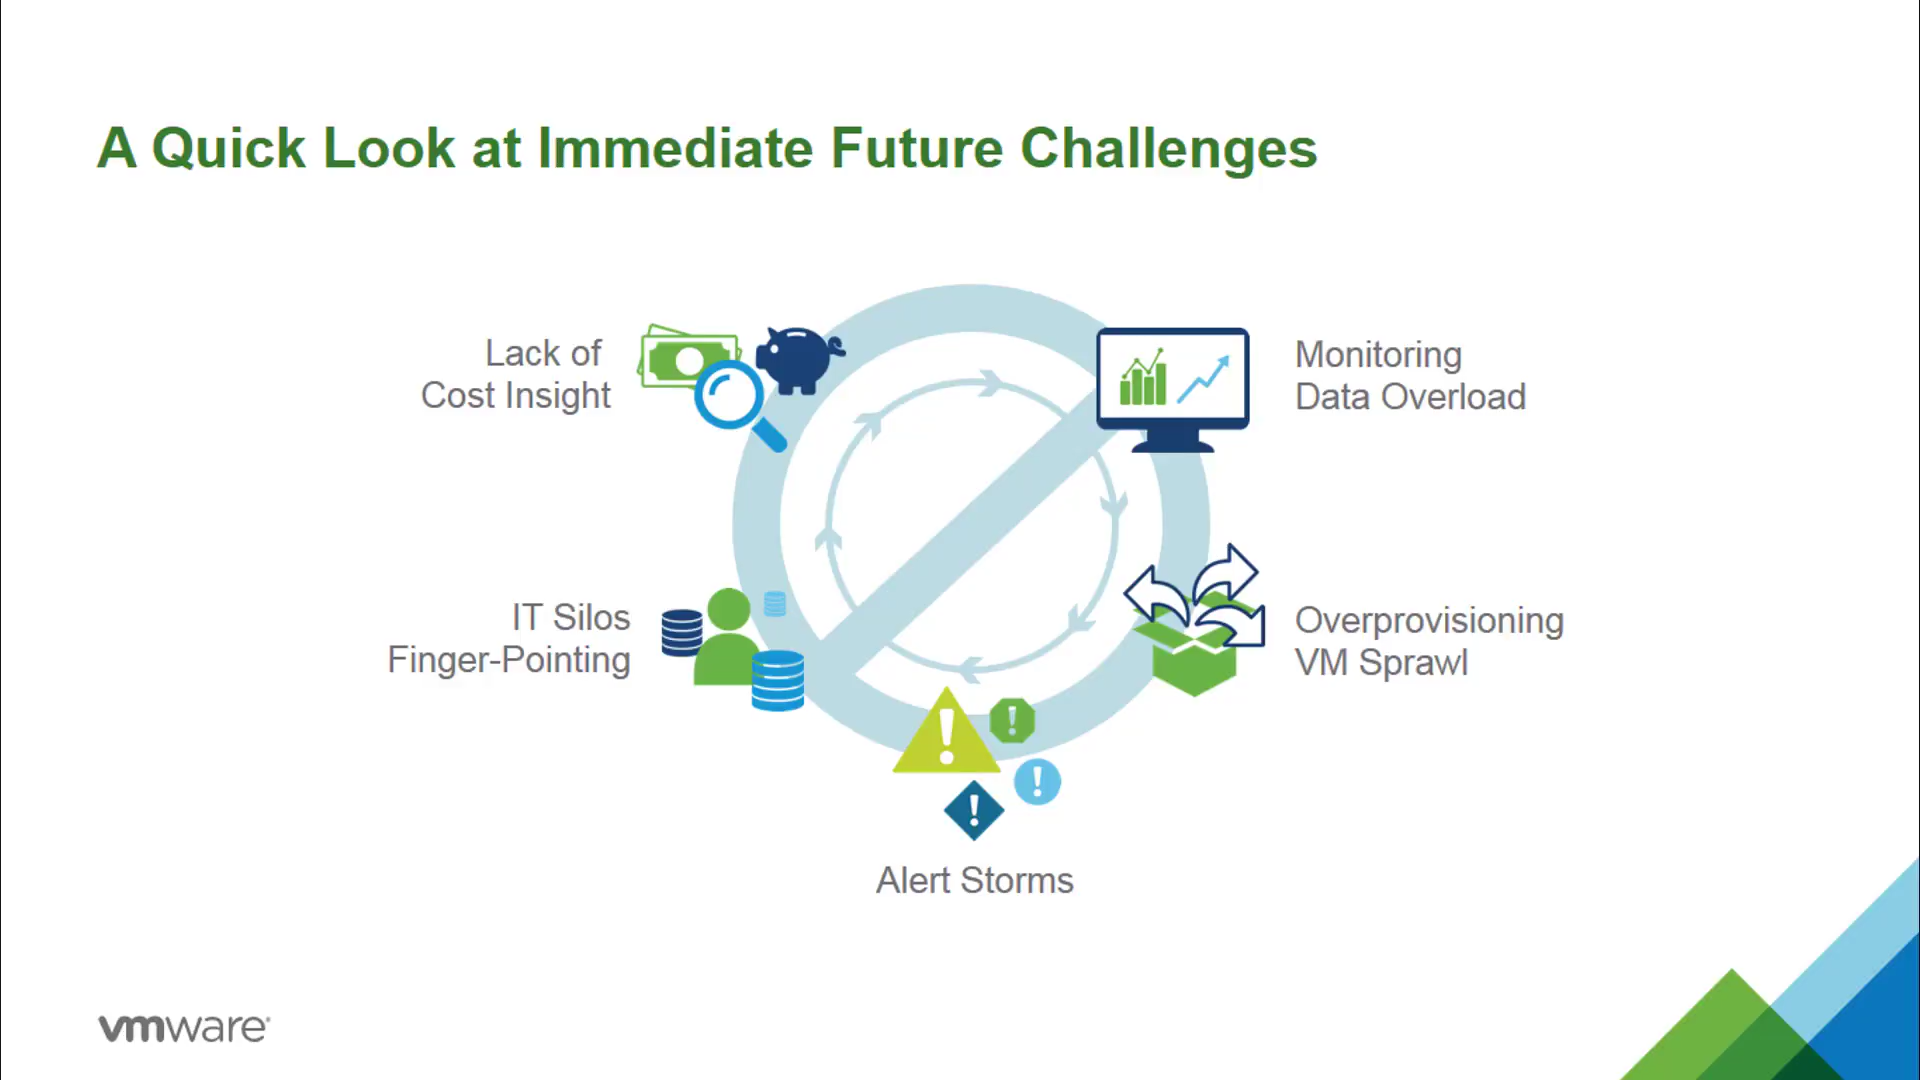 A Quick Look at Immediate Future Challenges
Lack of
Cost Insight
Monitoring
Data Overload
IT Silos
Finger-Pointing
Overprovisioning
VM Sprawl
Alert Storms
vmware®